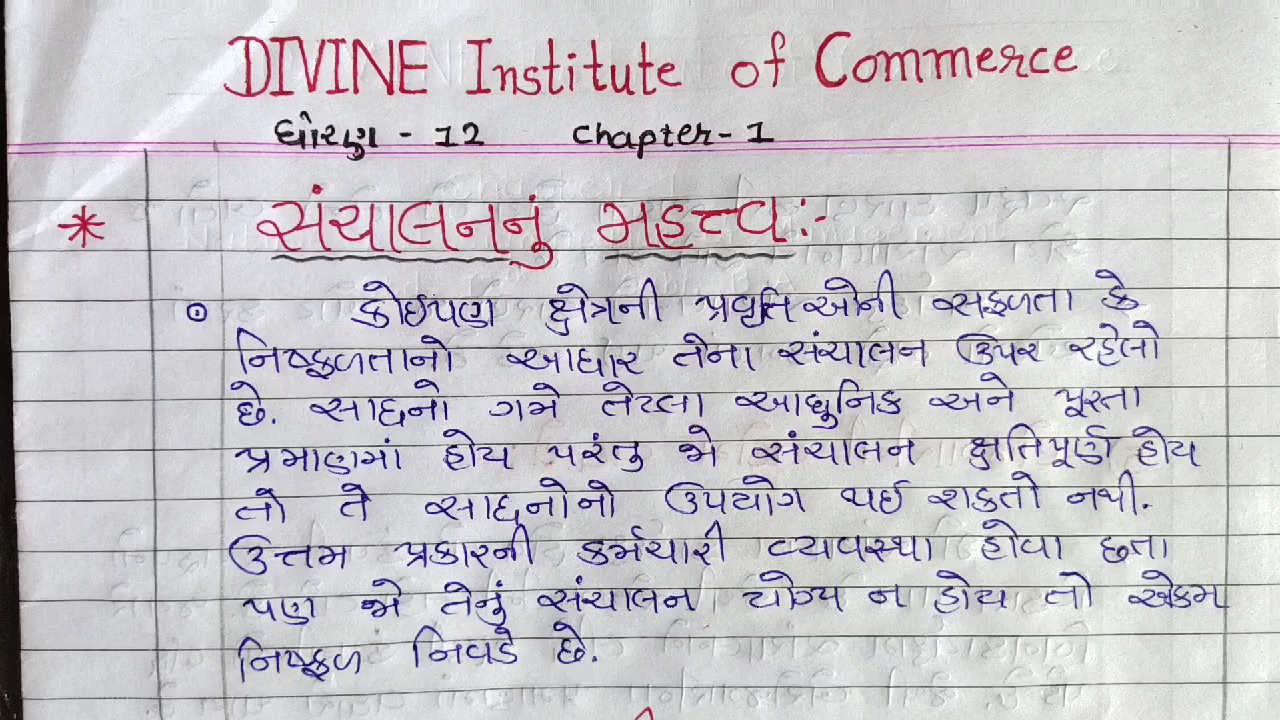 DIVINE Institute of Commerce
ધોરણ - 12 Chapter - 1
* સંચાલનનું મહત્ત્વ :-
કોઈપણ ક્ષેત્રની પ્રવૃત્તિઓની સફળતા કે
નિષ્ફળતાનો આધાર તેના સંચાલન ઉપર રહેલો
છે. સાધનો ગમે તેટલા આધુનિક અને પૂરતા
પ્રમાણમાં હોય પરંતુ જો સંચાલન ક્ષતિપૂર્ણ હોય
તો તે સાધનોનો ઉપયોગ થઈ શકતો નથી.
ઉત્તમ પ્રકારની કર્મચારી વ્યવસ્થા હોવા છતા
પણ જો તેનું સંચાલન યોગ્ય ન હોય તો એકમ
નિષ્ફળ નિવડે છે.